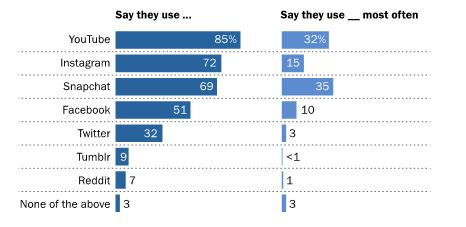 Say they use ... Say they use __ most often
YouTube 85% 32%
Instagram 72 15
Snapchat 69 35
Facebook 51 10
Twitter 32 3
Tumblr 9 <1
Reddit 7 1
None of the above 3 3